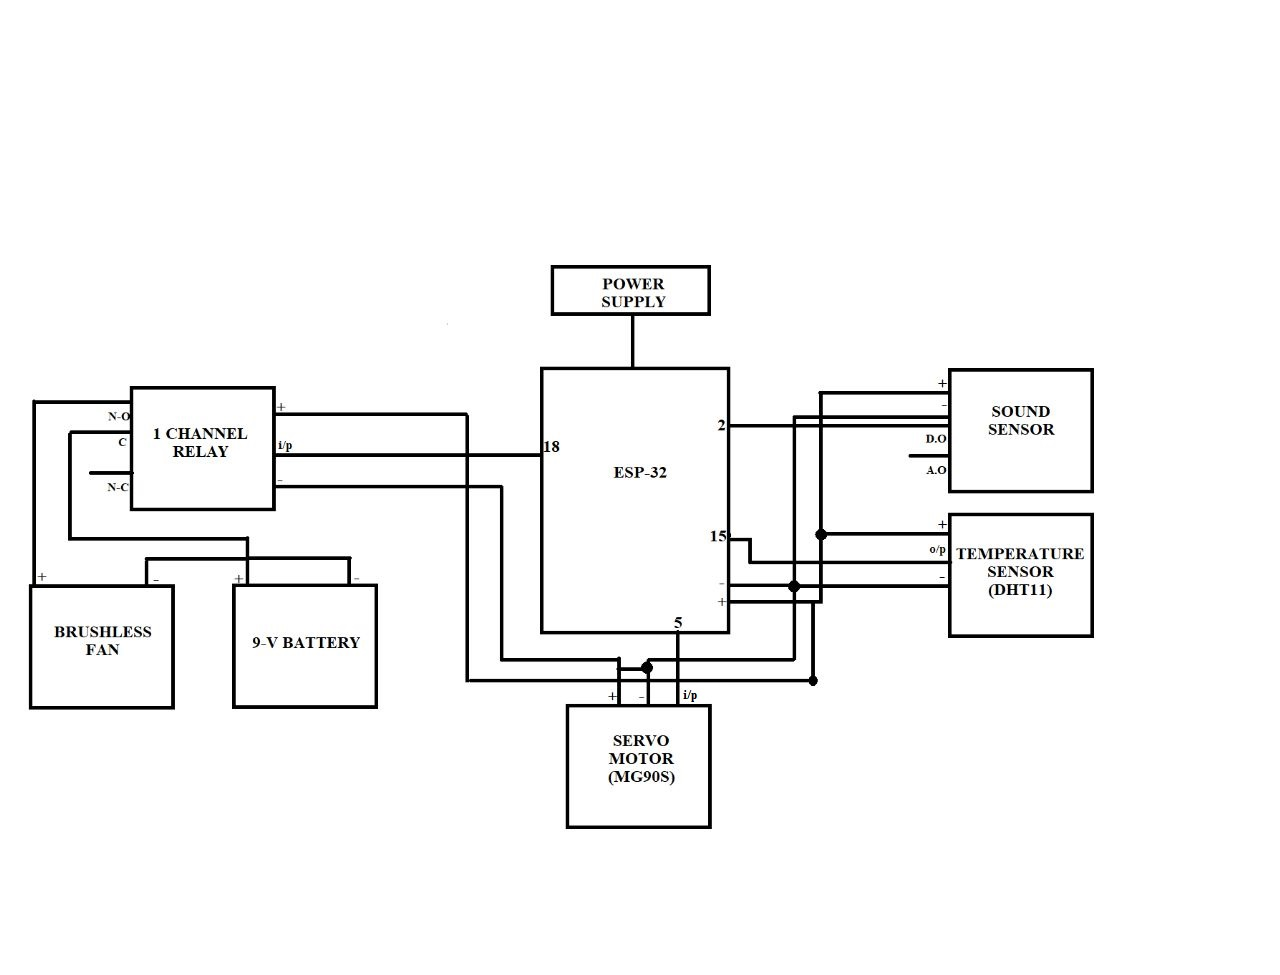 POWER
SUPPLY
N-O
C
N-C
1 CHANNEL
RELAY
+
i/p
-
18
2
ESP-32
15
-
+
5
+
-
D.O
A.O
SOUND
SENSOR
+
o/p
-
TEMPERATURE
SENSOR
(DHT11)
+
-
BRUSHLESS
FAN
+
-
9-V BATTERY
+
-
i/p
SERVO
MOTOR
(MG90S)